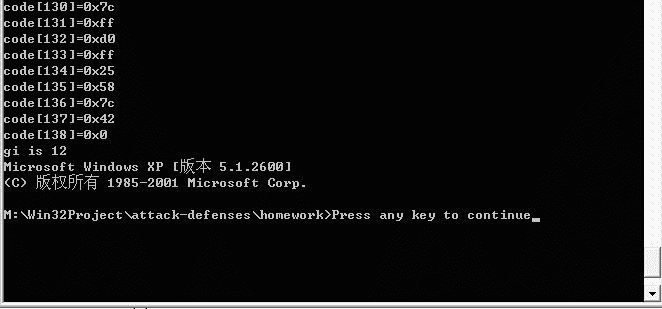 code[130]=0x7c
code[131]=0xff
code[132]=0xd0
code[133]=0xff
code[134]=0x25
code[135]=0x58
code[136]=0x7c
code[137]=0x42
code[138]=0x0
gi is 12
Microsoft Windows XP [版本 5.1.2600]
(C) 版权所有 1985-2001 Microsoft Corp.
M:\Win32Project\attack-defenses\homework>Press any key to continue_